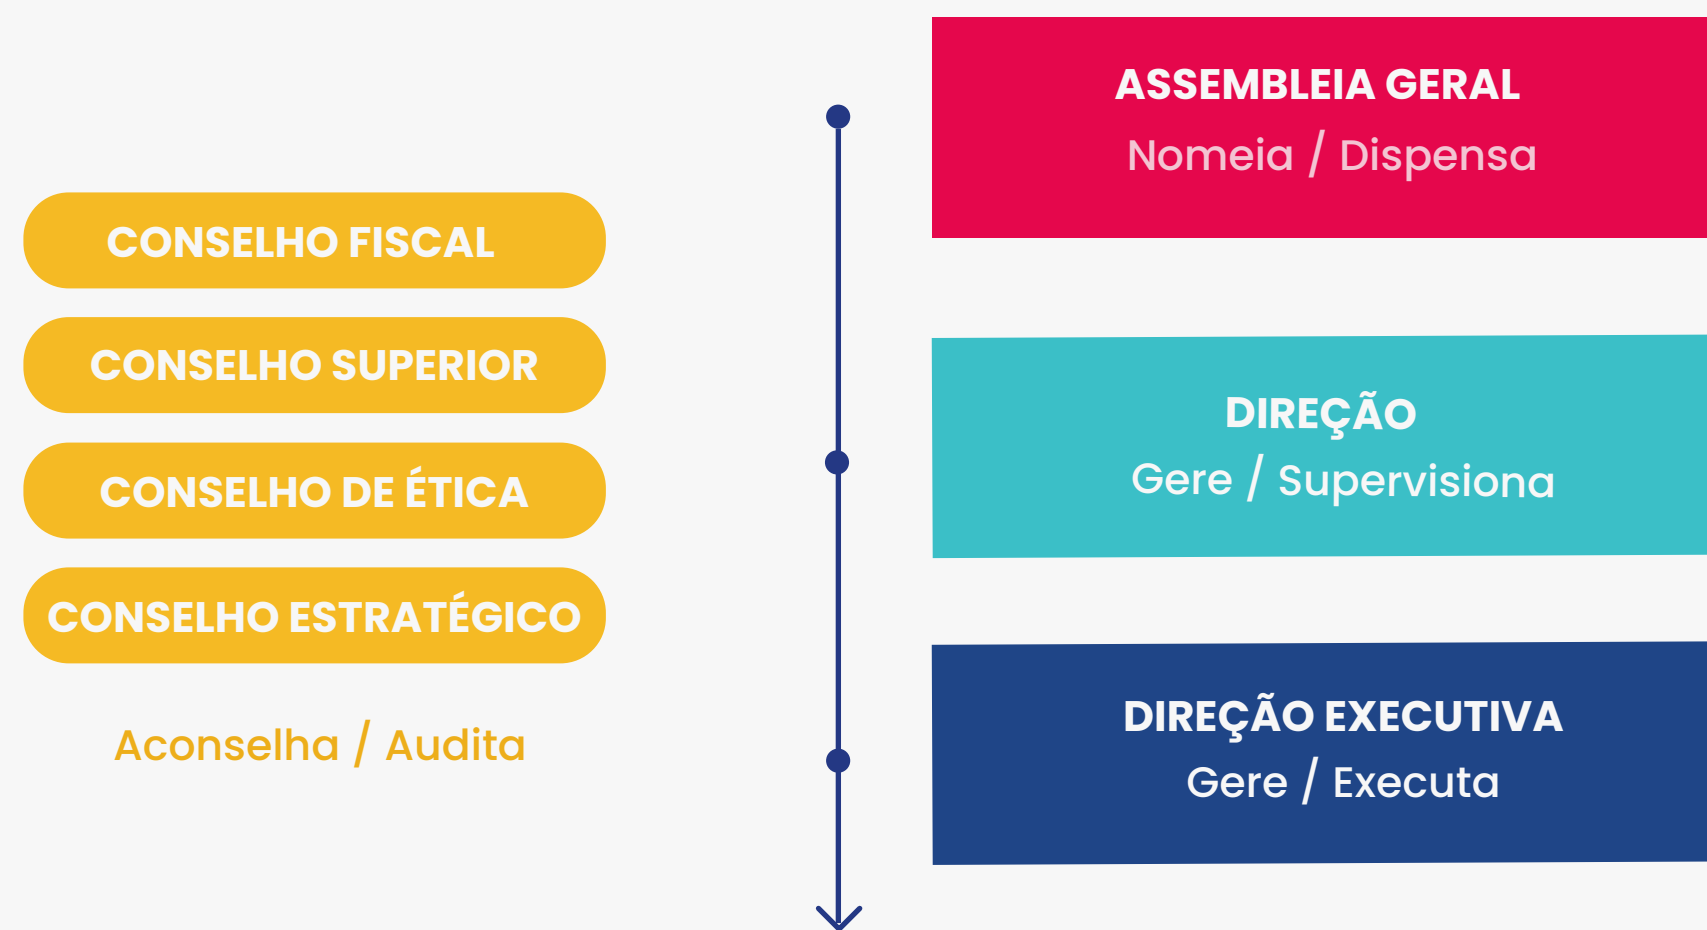 CONSELHO FISCAL
CONSELHO SUPERIOR
CONSELHO DE ÉTICA
CONSELHO ESTRATÉGICO
Aconselha / Audita
ASSEMBLEIA GERAL
Nomeia / Dispensa
DIREÇÃO
Gere / Supervisiona
DIREÇÃO EXECUTIVA
Gere / Executa